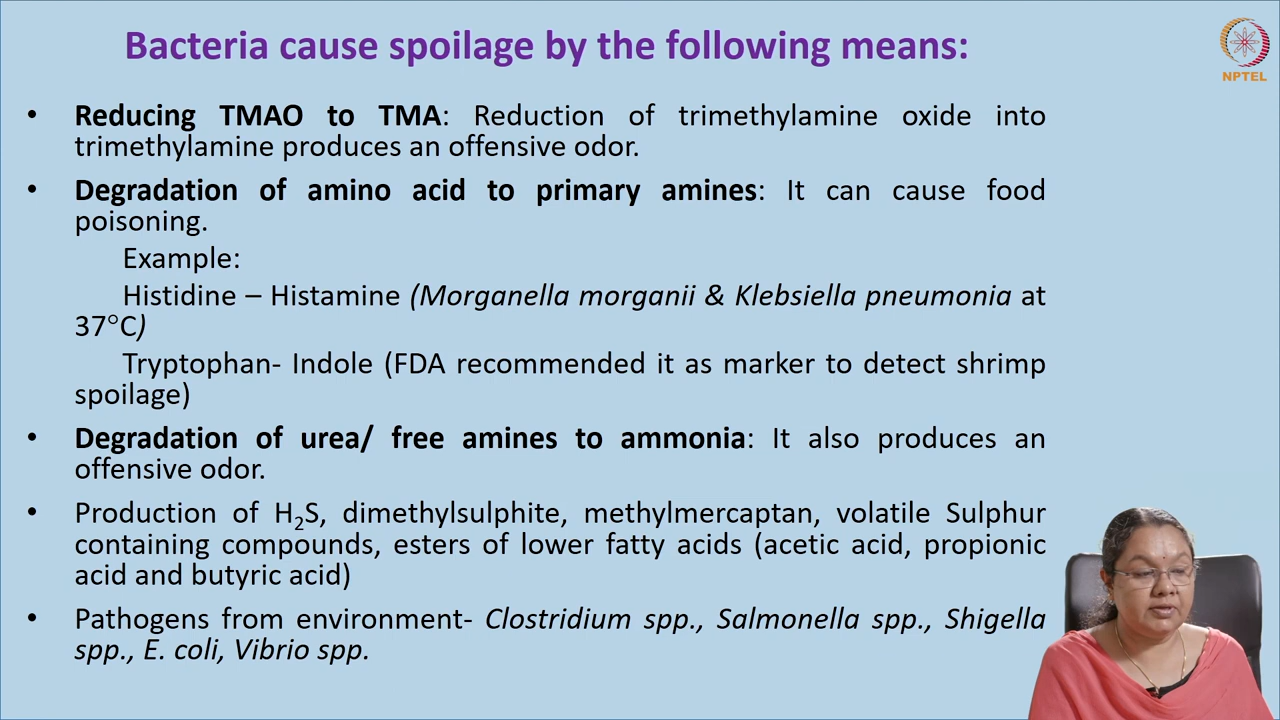 Bacteria cause spoilage by the following means:
NPTEL
• Reducing TMAO to TMA: Reduction of trimethylamine oxide into
trimethylamine produces an offensive odor.
• Degradation of amino acid to primary amines: It can cause food
poisoning.
Example:
Histidine – Histamine (Morganella morganii & Klebsiella pneumonia at
37°C)
Tryptophan- Indole (FDA recommended it as marker to detect shrimp
spoilage)
• Degradation of urea/ free amines to ammonia: It also produces an
offensive odor.
• Production of H₂S, dimethylsulphite, methylmercaptan, volatile Sulphur
containing compounds, esters of lower fatty acids (acetic acid, propionic
acid and butyric acid)
• Pathogens from environment- Clostridium spp., Salmonella spp., Shigella
spp., E. coli, Vibrio spp.